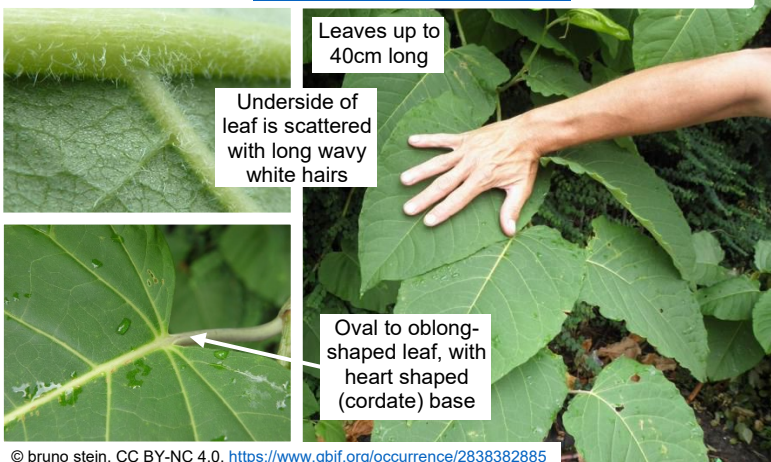 Leaves up to
40cm long
Underside of
leaf is scattered
with long wavy
white hairs
Oval to oblong-
shaped leaf, with
heart shaped
(cordate) base
© bruno stein, CC BY-NC 4.0, https://www.gbif.org/occurrence/2838382885